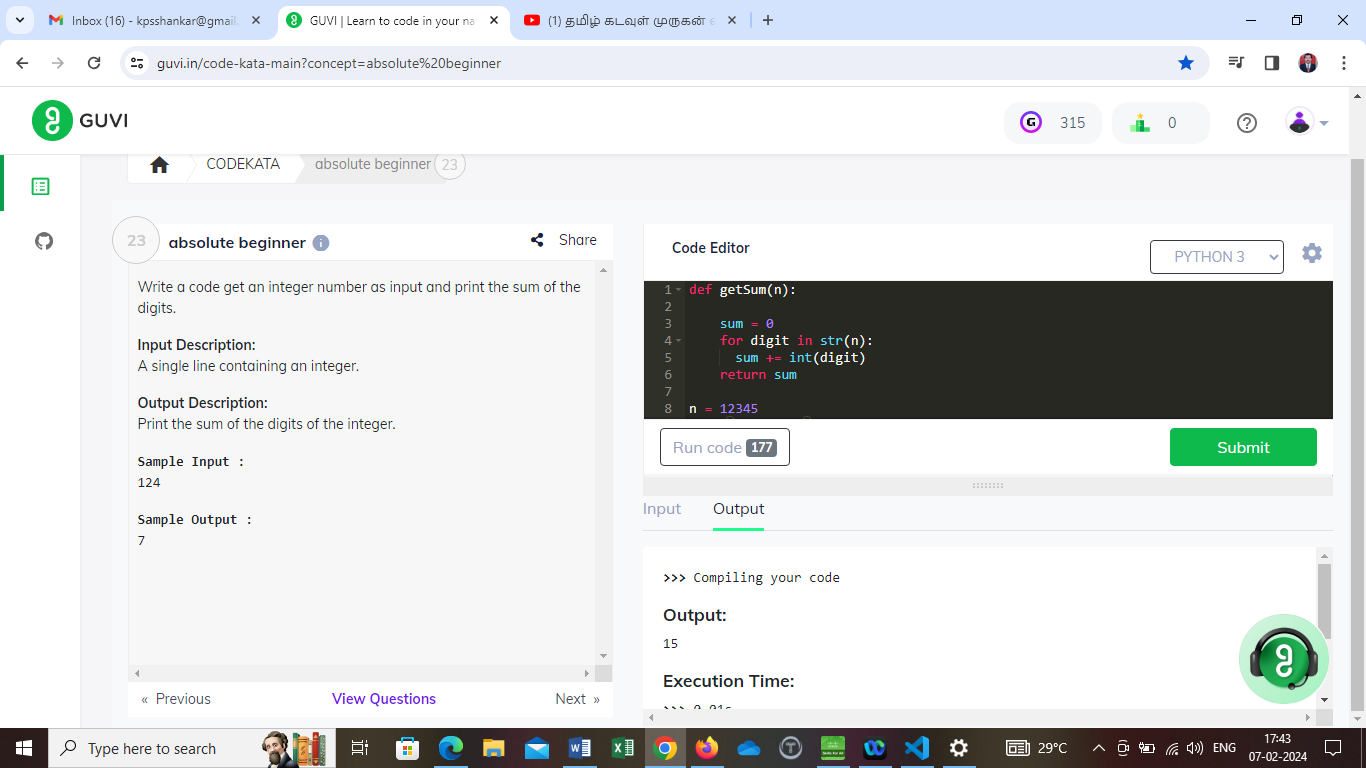 Inbox (16) - kpsshankar@gmail.
GUVI | Learn to code in your na
(1) தமிழ் கடவுள் முருகன்
guvi.in/code-kata-main?concept=absolute%20beginner
GUVI
315
0
CODEKATA
absolute beginner
23
23
absolute beginner
Share
Write a code get an integer number as input and print the sum of the
digits.
Input Description:
A single line containing an integer.
Output Description:
Print the sum of the digits of the integer.
Sample Input :
124
Sample Output :
7
« Previous
View Questions
Next »
Code Editor
PYTHON 3
1 def getSum(n):
2
3 sum = 0
4 for digit in str(n):
5 sum += int(digit)
6 return sum
7
8 n = 12345
Run code 177
Submit
Input
Output
>>> Compiling your code
Output:
15
Execution Time:
Type here to search
29°C
ENG
17:43
07-02-2024